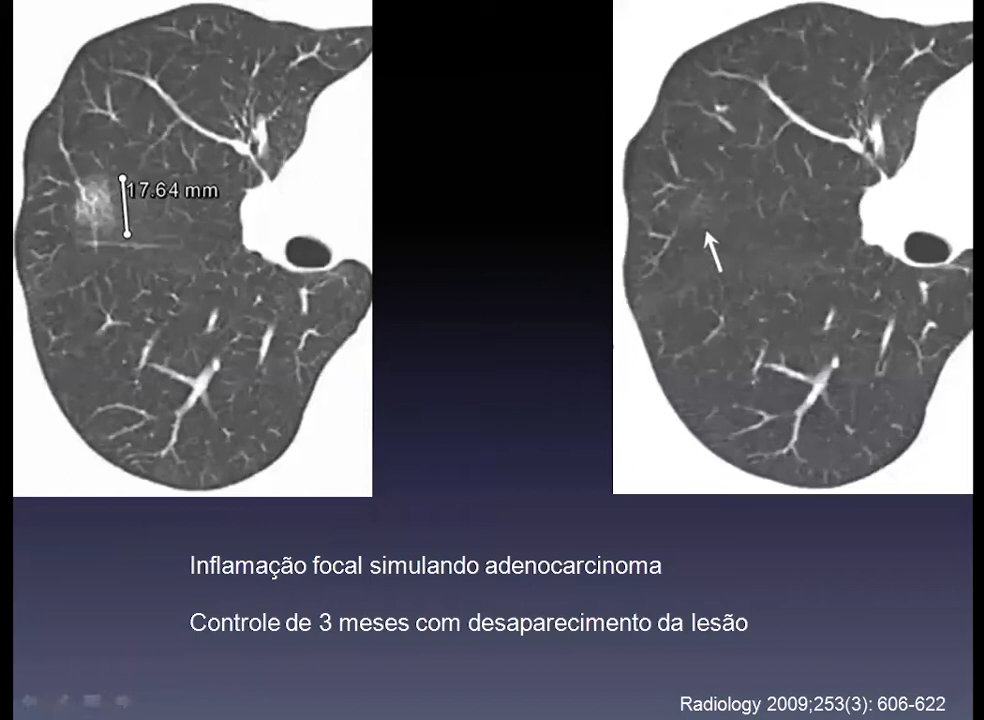 17.64 mm
Inflamação focal simulando adenocarcinoma
Controle de 3 meses com desaparecimento da lesão
Radiology 2009;253(3): 606-622